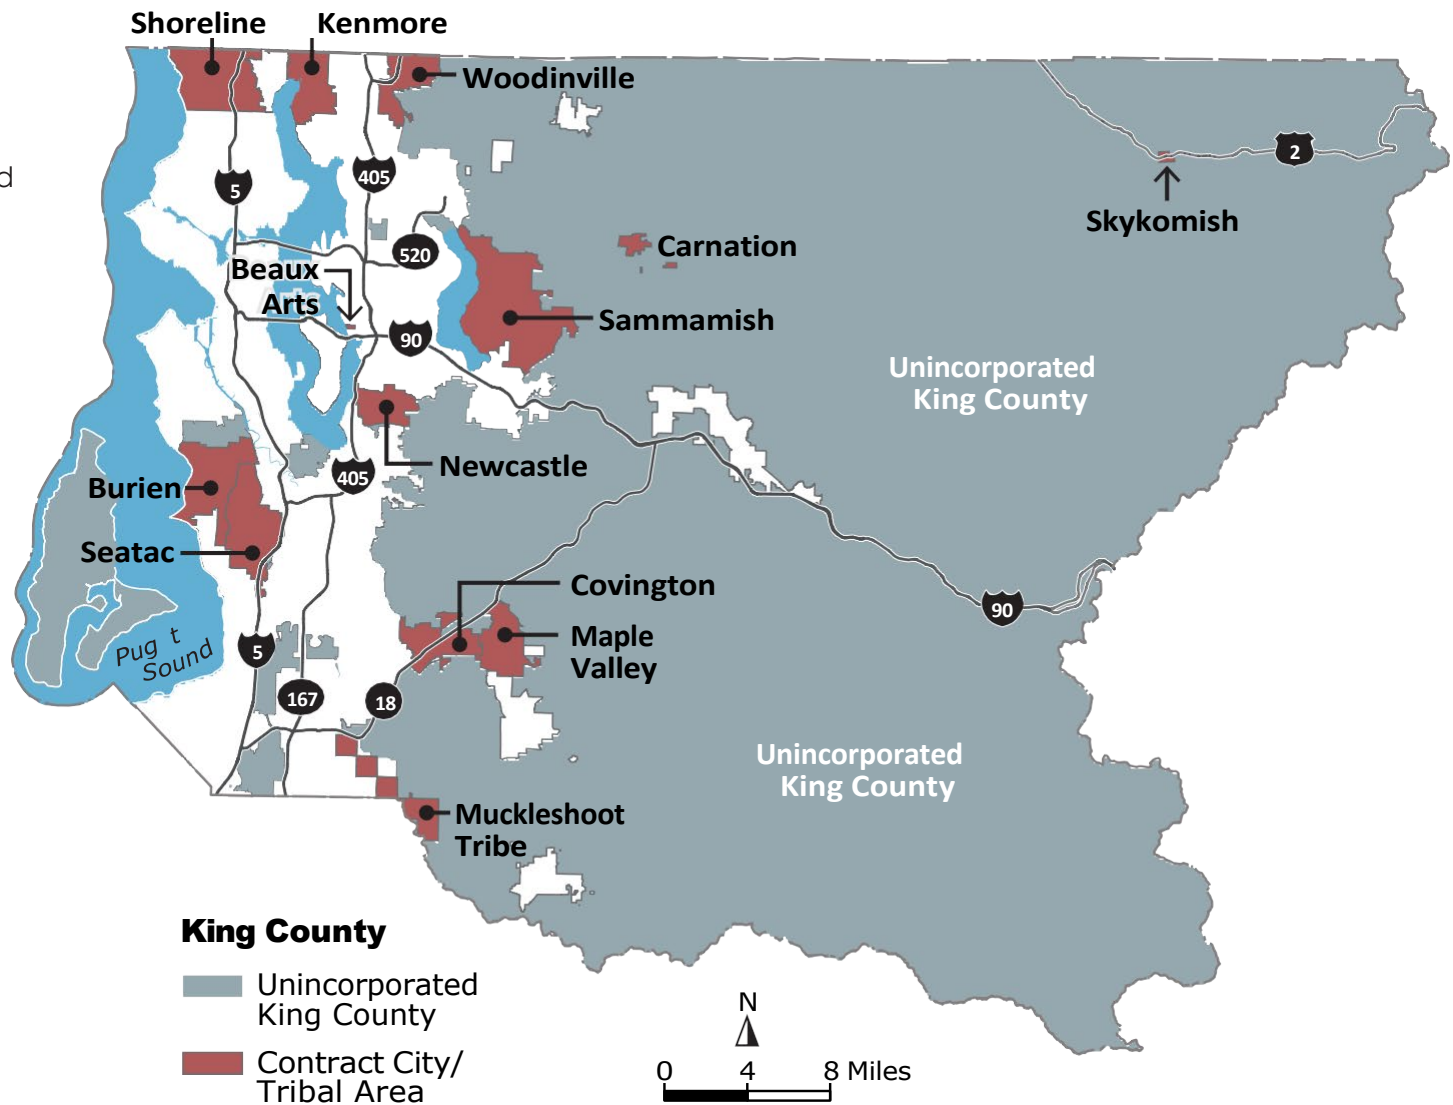 Shoreline
Kenmore
Woodinville
d
5
405
2
Skykomish
520
Carnation
Beaux
Arts
Sammamish
90
Unincorporated
King County
Newcastle
405
Burien
Seatac
Covington
90
Maple
Valley
Pug t
Sound
5
167
18
Unincorporated
King County
Muckleshoot
Tribe
King County
Unincorporated
King County
Contract City/
Tribal Area
N
0 4 8 Miles